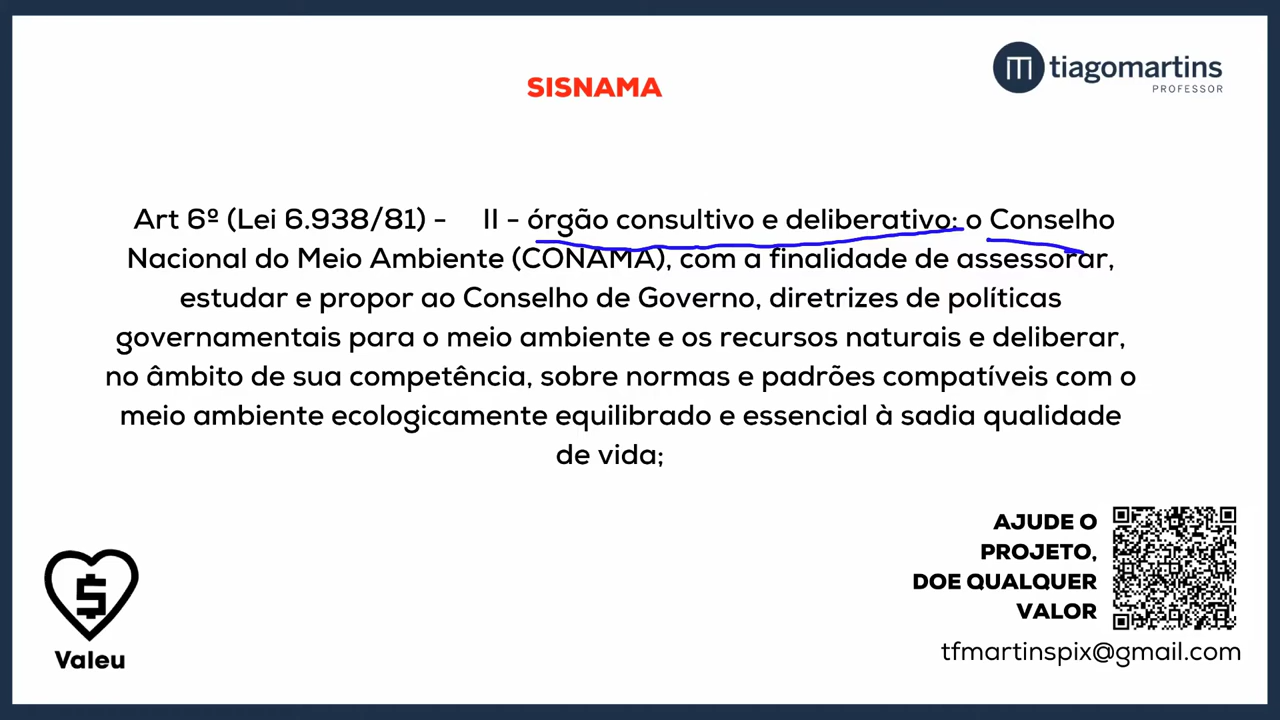 SISNAMA
tiagomartins
PROFESSOR
Art 6º (Lei 6.938/81) - II - órgão consultivo e deliberativo: o Conselho
Nacional do Meio Ambiente (CONAMA), com a finalidade de assessorar,
estudar e propor ao Conselho de Governo, diretrizes de políticas
governamentais para o meio ambiente e os recursos naturais e deliberar,
no âmbito de sua competência, sobre normas e padrões compatíveis com o
meio ambiente ecologicamente equilibrado e essencial à sadia qualidade
de vida;
AJUDE O
PROJETO,
DOE QUALQUER
VALOR
tfmartinspix@gmail.com
$
Valeu